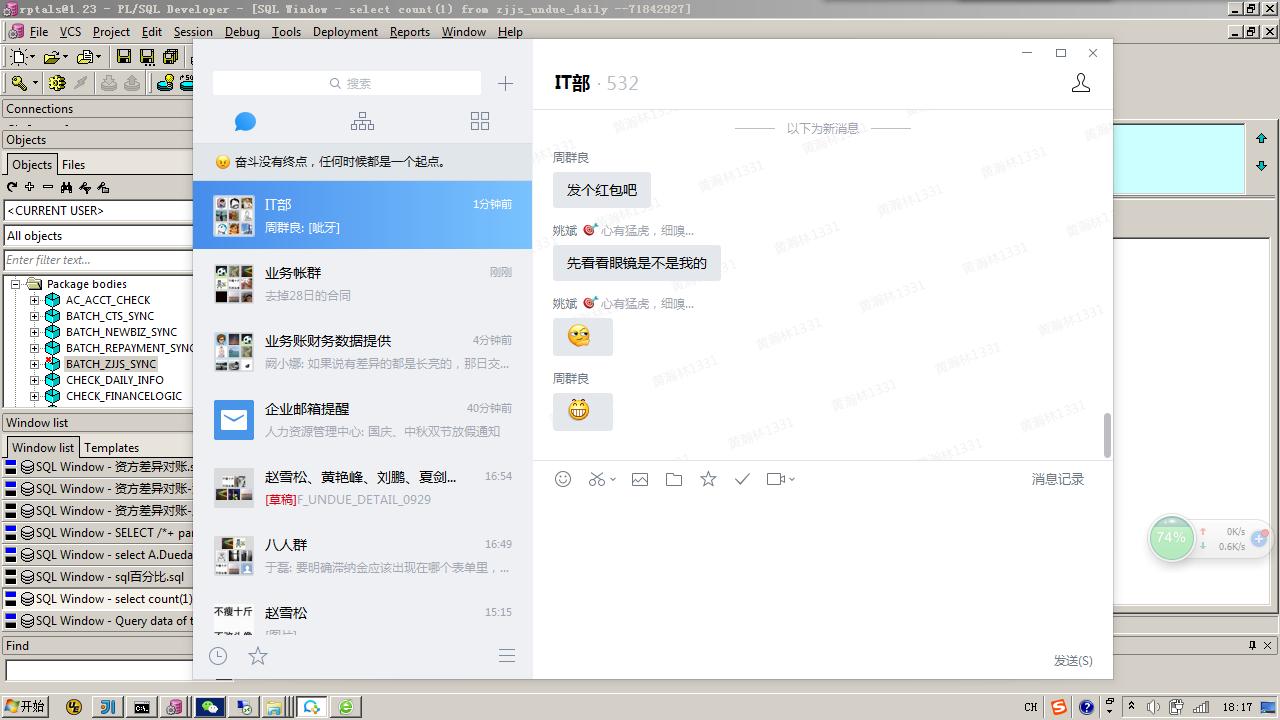 rptals@1.23 - PL/SQL Developer - [SQL Window - select count(1) from zjjs_undue_daily --71842927]
File VCS Project Edit Session Debug Tools Deployment Reports Window Help
Connections
Objects
Objects Files
<CURRENT USER>
All objects
Enter filter text...
Package bodies
AC_ACCT_CHECK
BATCH_CTS_SYNC
BATCH_NEWBIZ_SYNC
BATCH_REPAYMENT_SYNC
BATCH_ZJJS_SYNC
CHECK_DAILY_INFO
CHECK_FINANCELOGIC
Window list
Window list Templates
SQL Window - 资方差异对账.s
SQL Window - 资方差异对账.
SQL Window - 资方差异对账.
SQL Window - SELECT /*+ par
SQL Window - select A.Dueda
SQL Window - sql百分比.sql
SQL Window - select count(1)
SQL Window - Query data of t
Find
搜索
奋斗没有终点，任何时候都是一个起点。
IT部 1分钟前
周群良: [呲牙]
业务帐群 刚刚
去掉28日的合同
业务账财务数据提供 4分钟前
网小娜: 如果说有差异的都是长亮的，那日交...
企业邮箱提醒 40分钟前
人力资源管理中心: 国庆、中秋双节放假通知
赵雪松、黄艳峰、刘鹏、夏剑... 16:54
[草稿]F_UNDUE_DETAIL_0929
八人群 16:49
于磊: 要明确滞纳金应该出现在哪个表单里，...
不瘦十斤
赵雪松 15:15
[图片]
IT部 · 532
以下为新消息
周群良
发个红包吧
姚斌 心有猛虎，细嗅...
先看看眼镜是不是我的
姚斌 心有猛虎，细嗅...
周群良
黄瀚林1331
消息记录
发送(S)
74%
0K/s
0.6K/s
开始
CH
18:17